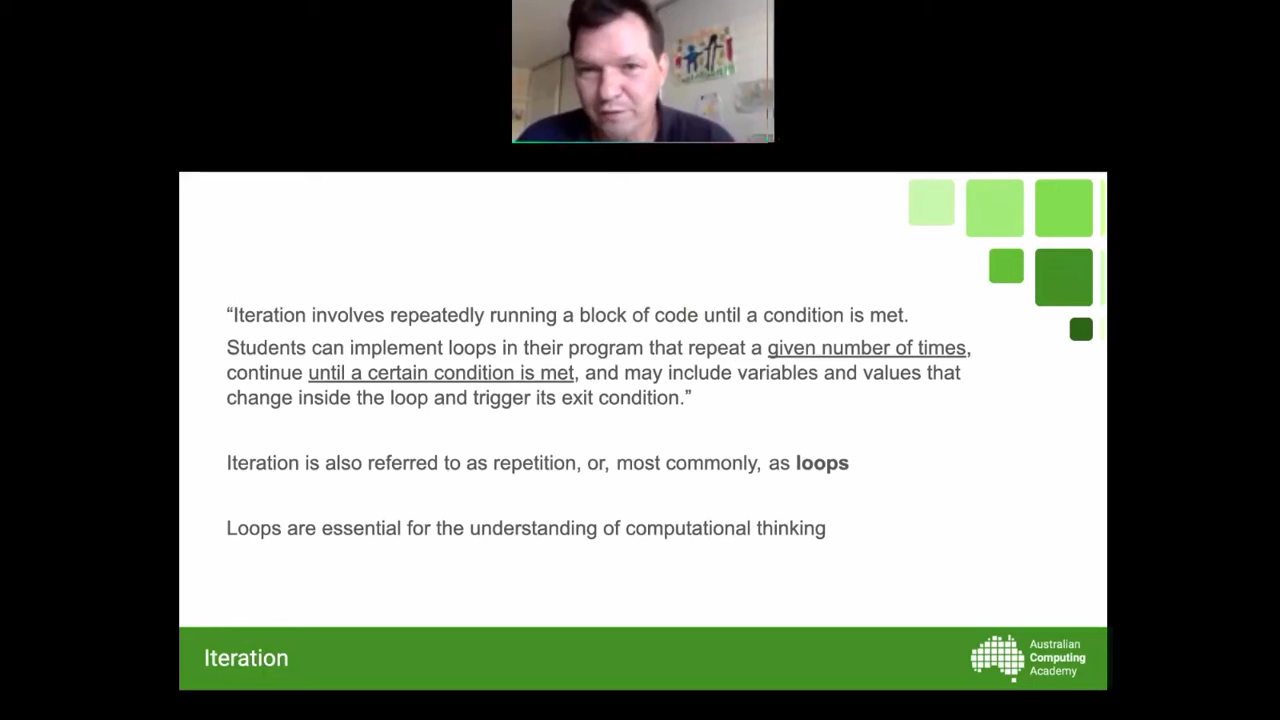 “Iteration involves repeatedly running a block of code until a condition is met.
Students can implement loops in their program that repeat a given number of times,
continue until a certain condition is met, and may include variables and values that
change inside the loop and trigger its exit condition.”
Iteration is also referred to as repetition, or, most commonly, as loops
Loops are essential for the understanding of computational thinking
Iteration
Australian
Computing
Academy